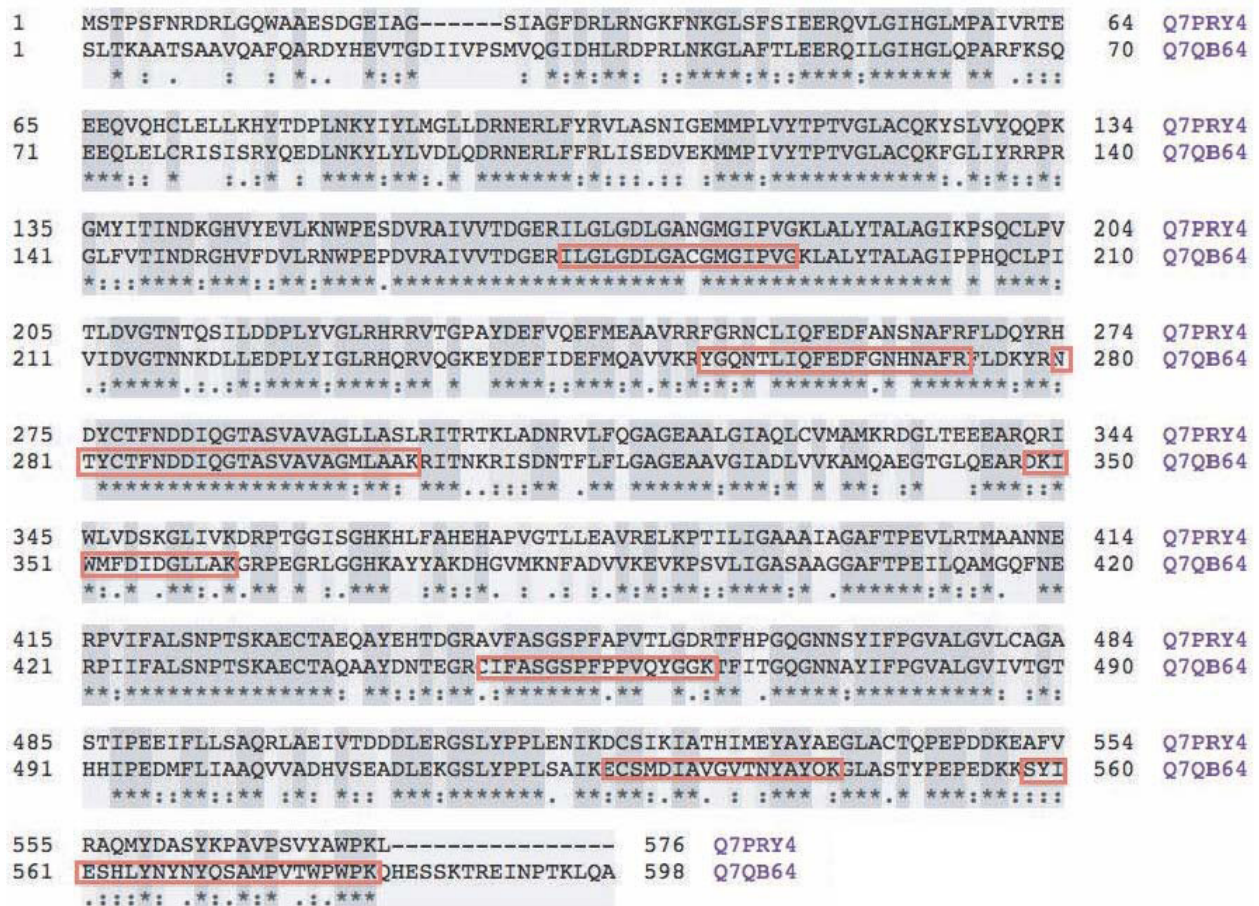 1 MSTPSFNRDRLGQWAAESDGEIAG------SIAGFDRLRNGKFNKGLSFSIEERQVLGIHGLMPAIVRTE 64 Q7PRY4
1 SLTKAATSAAVQAFQARDYHEVTGDIIVPSMVQGIDHLRDPRLNKGLAFTLEERQILGIHGLQPARFKSQ 70 Q7QB64
65 EEQVQHCLELLKHYTDPLNKYIYLMGLLDRNERLFYRVLASNIGEMMPLVYTPTVGLACQKYSLVYQQPK 134 Q7PRY4
71 EEQLELCRISISRYQEDLNKYLYLVDLQDRNERLFFRLISEDVEKMMPIVYTPTVGLACQKFGLIYRRPR 140 Q7QB64
135 GMYITINDKGHVYEVLKNWPESDVRAIVVTDGERILGLGDLGANGMGIPVGKLALYTALAGIKPSQCLPV 204 Q7PRY4
141 GLFVTINDRGHVFDVLRNWPEPDVRAIVVTDGERILGLGDLGACGMGIPVGKLALYTALAGIPPHQCLPI 210 Q7QB64
205 TLDVGTNTQSILDDPLYVGLRHRRVTGPAYDEFVQEFMEAAVRRFGRNCLIQFEDFANSNAFRFLDQYRH 274 Q7PRY4
211 VIDVGTNNKDLLEDPLYIGLRHQRVQGKEYDEFIDEFMQAVVKRYGQNTLIQFEDFGNHNAFRFLDKYRN 280 Q7QB64
275 DYCTFNDDIQGTASVAVAGLLASLRITRTKLADNRVLFQGAGEAALGIAQLCVMAMKRDGLTEEEARQRI 344 Q7PRY4
281 TYCTFNDDIQGTASVAVAGMLAAKRITNKRISDNTFLFLGAGEAAVGIADLVVKAMQAEGTGLQEARDKI 350 Q7QB64
345 WLVDSKGLIVKDRPTGGISGHKHLFAHEHAPVGTLLEAVRELKPTILIGAAAIAGAFTPEVLRTMAANNE 414 Q7PRY4
351 WMFDIDGLLAKGRPEGRLGGHKAYYAKDHGVMKNFADVVKEVKPSVLIGASAAGGAFTPEILQAMGQFNE 420 Q7QB64
415 RPVIFALSNPTSKAECTAEQAYEHTDGRAVFASGSPFAPVTLGDRTFHPGQGNNSYIFPGVALGVLCAGA 484 Q7PRY4
421 RPIIFALSNPTSKAECTAQAAYDNTEGRCIFASGSPFPPVQYGGKTFITGQGNNAYIFPGVALGVIVTGT 490 Q7QB64
485 STIPEEIFLLSAQRLAEIVTDDDLERGSLYPPLENIKDCSIKIATHIMEYAYAEGLACTQPEPDDKEAFV 554 Q7PRY4
491 HHIPEDMFLIAAQVVADHVSEADLEKGSLYPPLSAIKECSMDIAVGVTNYAYQKGLASTYPEPEDKKSYI 560 Q7QB64
555 RAQMYDASYKPAVPSVYAWPKL---------------- 576 Q7PRY4
561 ESHLYNYNYQSAMPVTWPWPKQHESSKTREINPTKLQA 598 Q7QB64